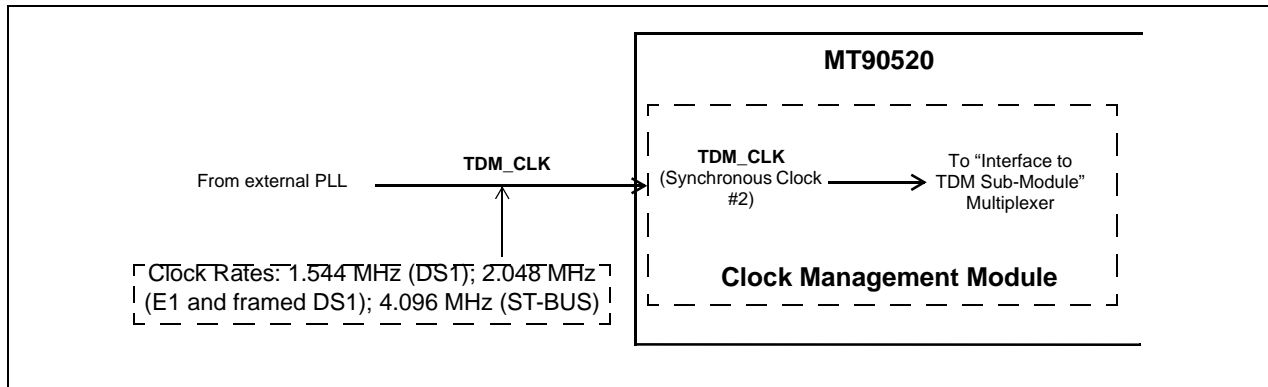 MT90520
From external PLL
TDM_CLK
TDM_CLK
(Synchronous Clock
#2)
To “Interface to
TDM Sub-Module”
Multiplexer
Clock Rates: 1.544 MHz (DS1); 2.048 MHz
(E1 and framed DS1); 4.096 MHz (ST-BUS)
Clock Management Module